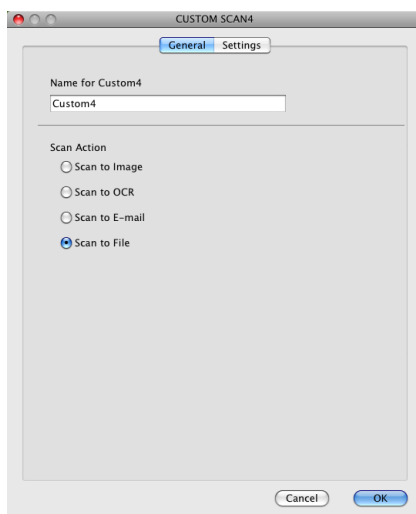 CUSTOM SCAN4
General Settings
Name for Custom4
Custom4
Scan Action
Scan to Image
Scan to OCR
Scan to E-mail
Scan to File
Cancel OK